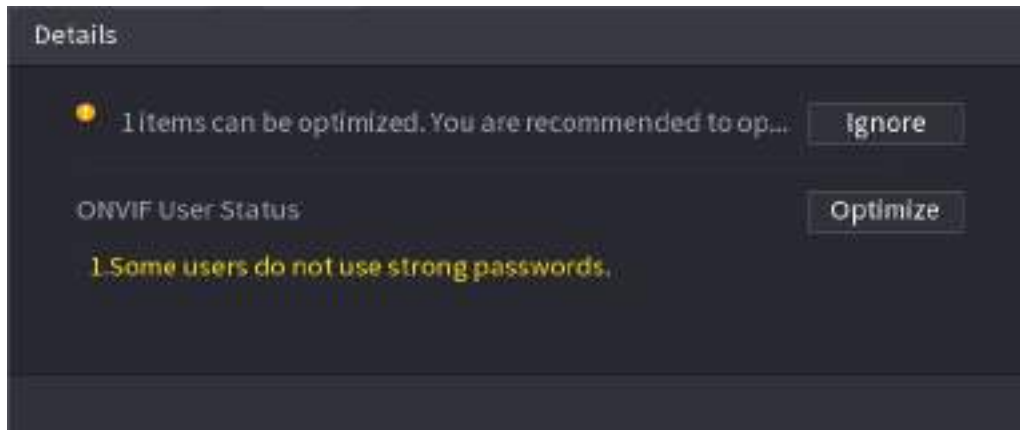 Details
1 items can be optimized. You are recommended to op... Ignore
ONVIF User Status Optimize
1.Some users do not use strong passwords.